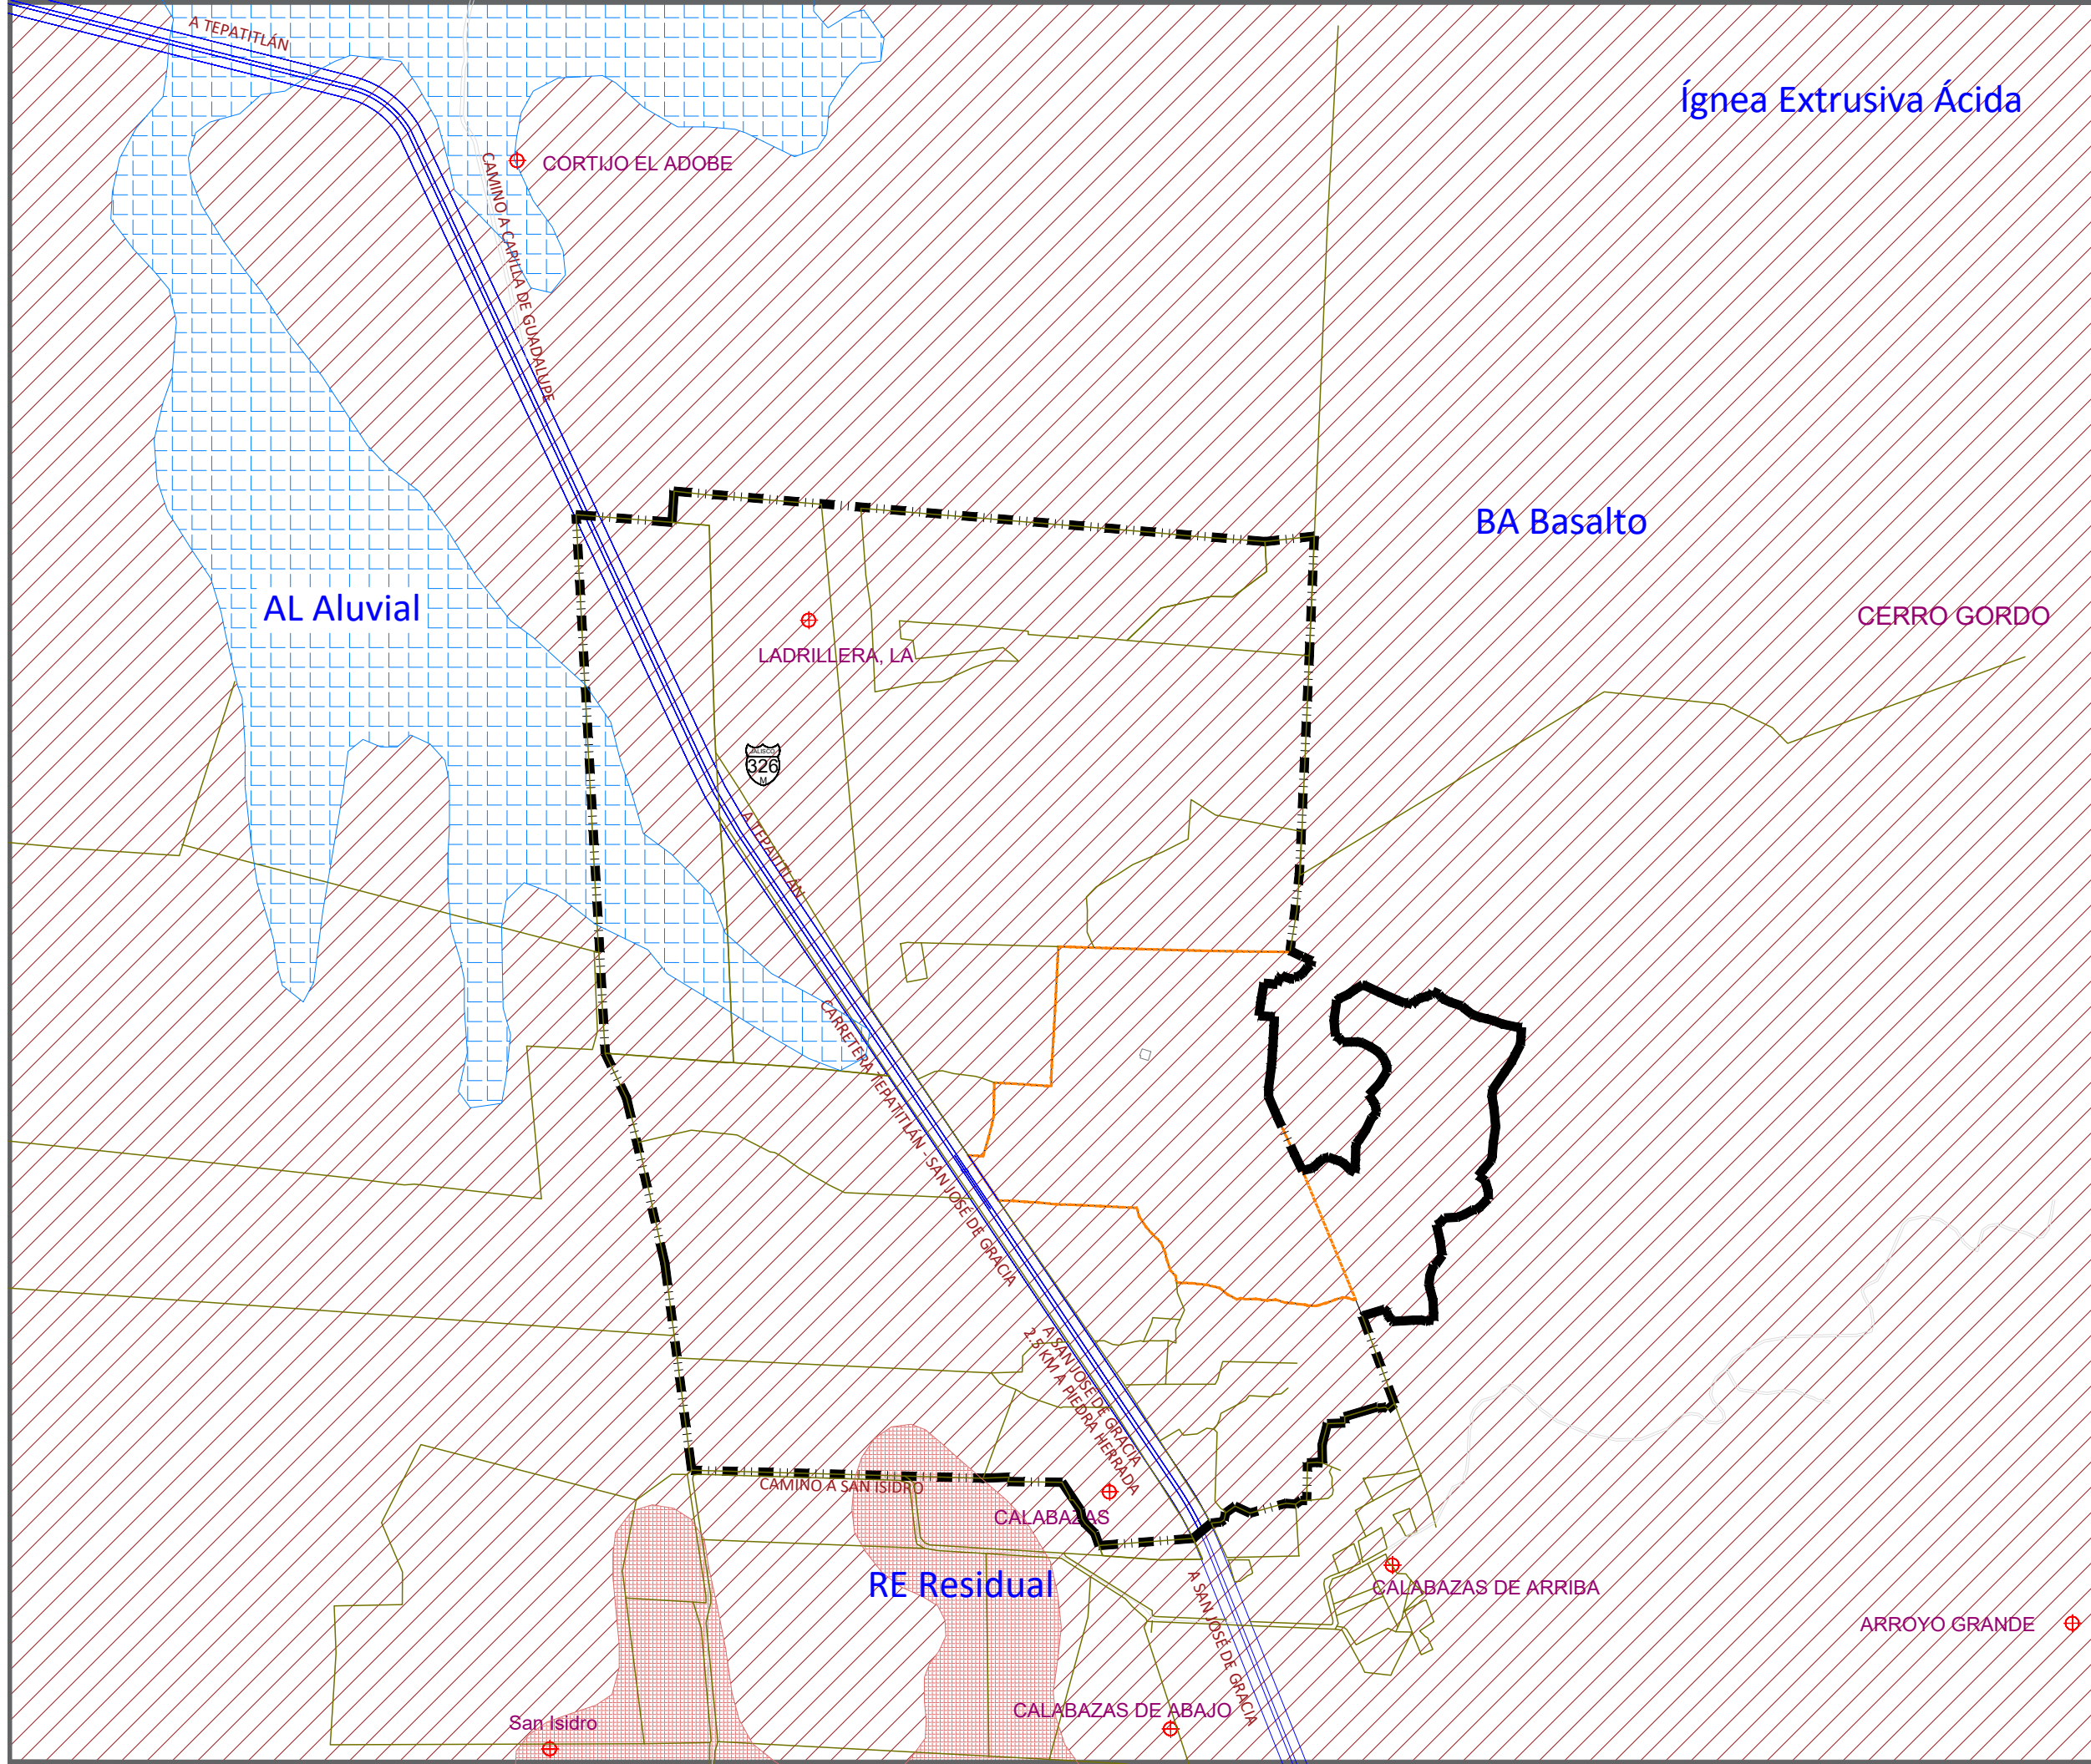 A TEPATITLÁN
Ígnea Extrusiva Ácida
CORTIJO EL ADOBE
CAMINO A CAPILLA DE GUADALUPE
BA Basalto
AL Aluvial
CERRO GORDO
LADRILLERA, LA
JALISCO
326
M
A TEPATITLÁN
CARRETERA TEPATITLÁN - SAN JOSÉ DE GRACIA
A SAN JOSÉ DE GRACIA
2.5 KM A PIEDRA HERRADA
CAMINO A SAN ISIDRO
CALABAZAS
RE Residual
CALABAZAS DE ARRIBA
A SAN JOSÉ DE GRACIA
ARROYO GRANDE
CALABAZAS DE ABAJO
San Isidro